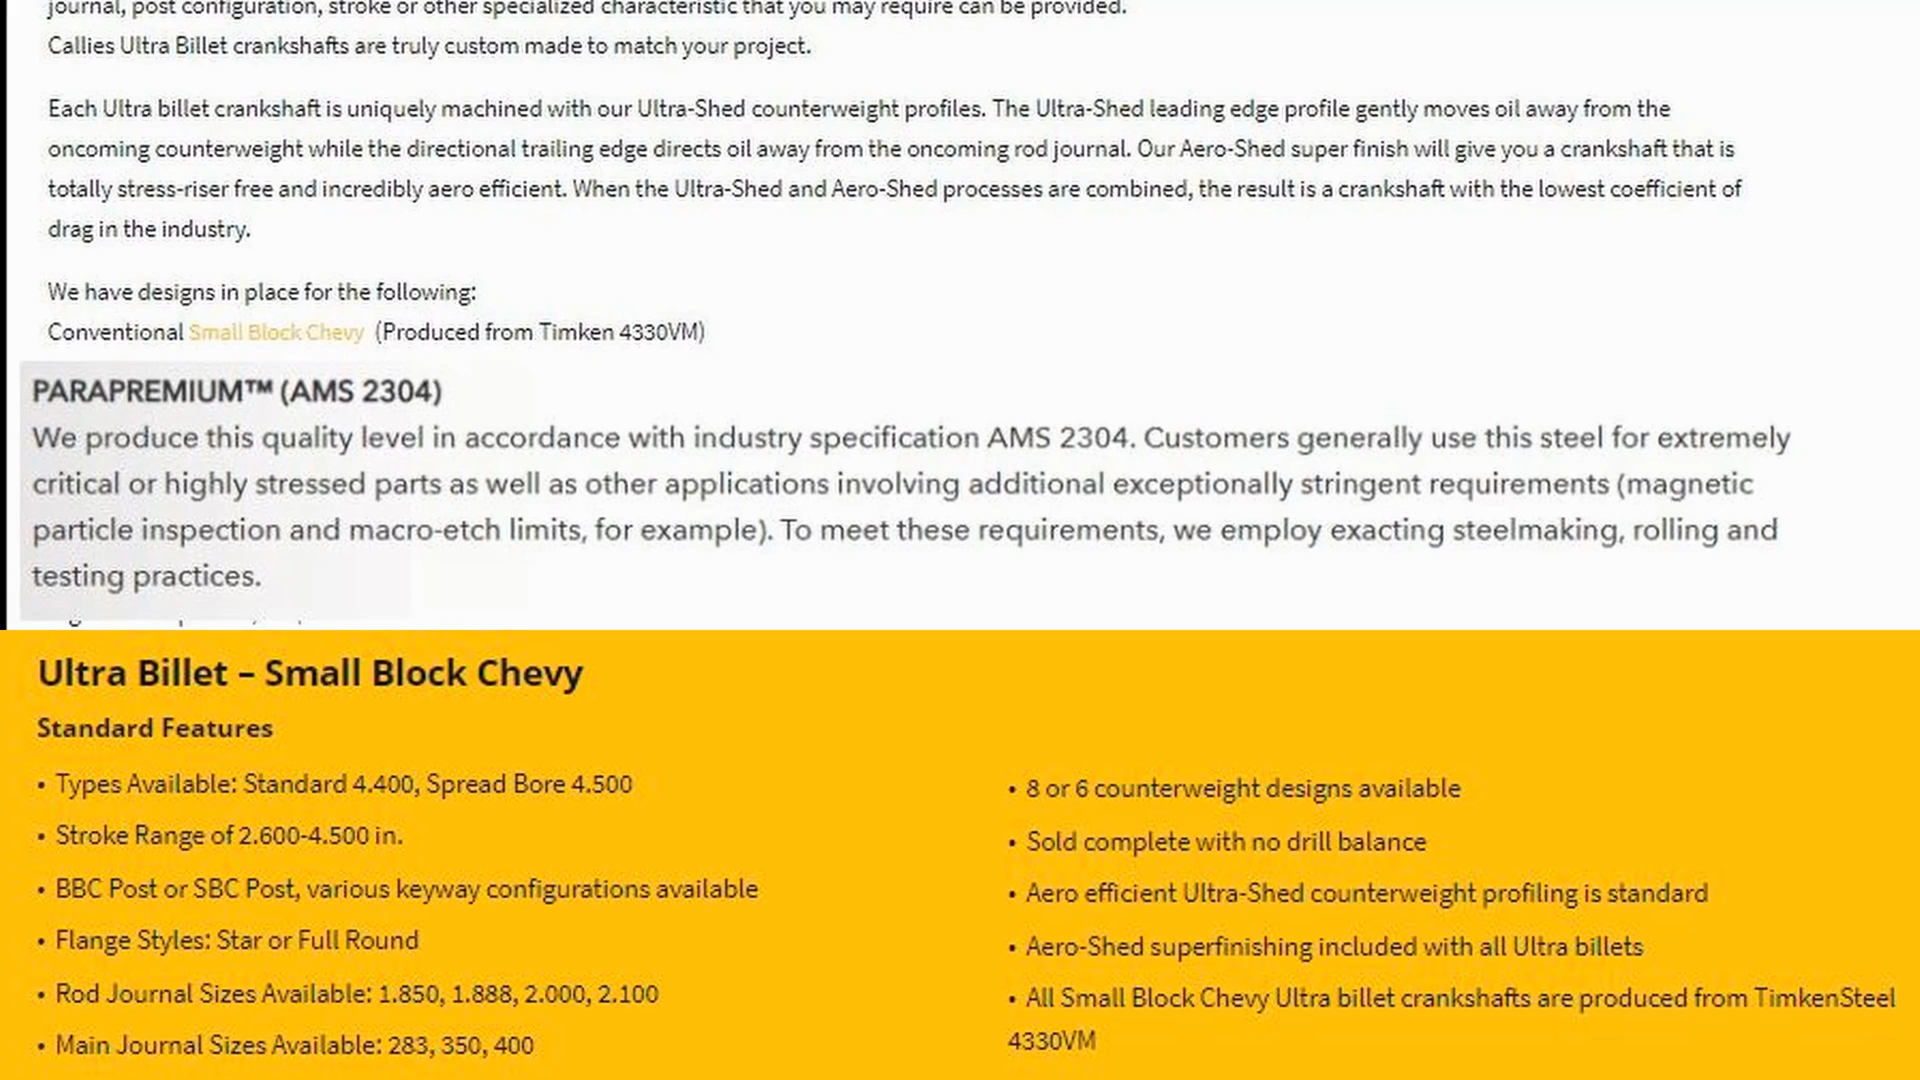 journal, post configuration, stroke or other specialized characteristic that you may require can be provided.
Callies Ultra Billet crankshafts are truly custom made to match your project.
Each Ultra billet crankshaft is uniquely machined with our Ultra-Shed counterweight profiles. The Ultra-Shed leading edge profile gently moves oil away from the
oncoming counterweight while the directional trailing edge directs oil away from the oncoming rod journal. Our Aero-Shed super finish will give you a crankshaft that is
totally stress-riser free and incredibly aero efficient. When the Ultra-Shed and Aero-Shed processes are combined, the result is a crankshaft with the lowest coefficient of
drag in the industry.
We have designs in place for the following:
Conventional Small Block Chevy (Produced from Timken 4330VM)
PARAPREMIUM™ (AMS 2304)
We produce this quality level in accordance with industry specification AMS 2304. Customers generally use this steel for extremely
critical or highly stressed parts as well as other applications involving additional exceptionally stringent requirements (magnetic
particle inspection and macro-etch limits, for example). To meet these requirements, we employ exacting steelmaking, rolling and
testing practices.
Ultra Billet – Small Block Chevy
Standard Features
• Types Available: Standard 4.400, Spread Bore 4.500
• Stroke Range of 2.600-4.500 in.
• BBC Post or SBC Post, various keyway configurations available
• Flange Styles: Star or Full Round
• Rod Journal Sizes Available: 1.850, 1.888, 2.000, 2.100
• Main Journal Sizes Available: 283, 350, 400
• 8 or 6 counterweight designs available
• Sold complete with no drill balance
• Aero efficient Ultra-Shed counterweight profiling is standard
• Aero-Shed superfinishing included with all Ultra billets
• All Small Block Chevy Ultra billet crankshafts are produced from TimkenSteel
4330VM